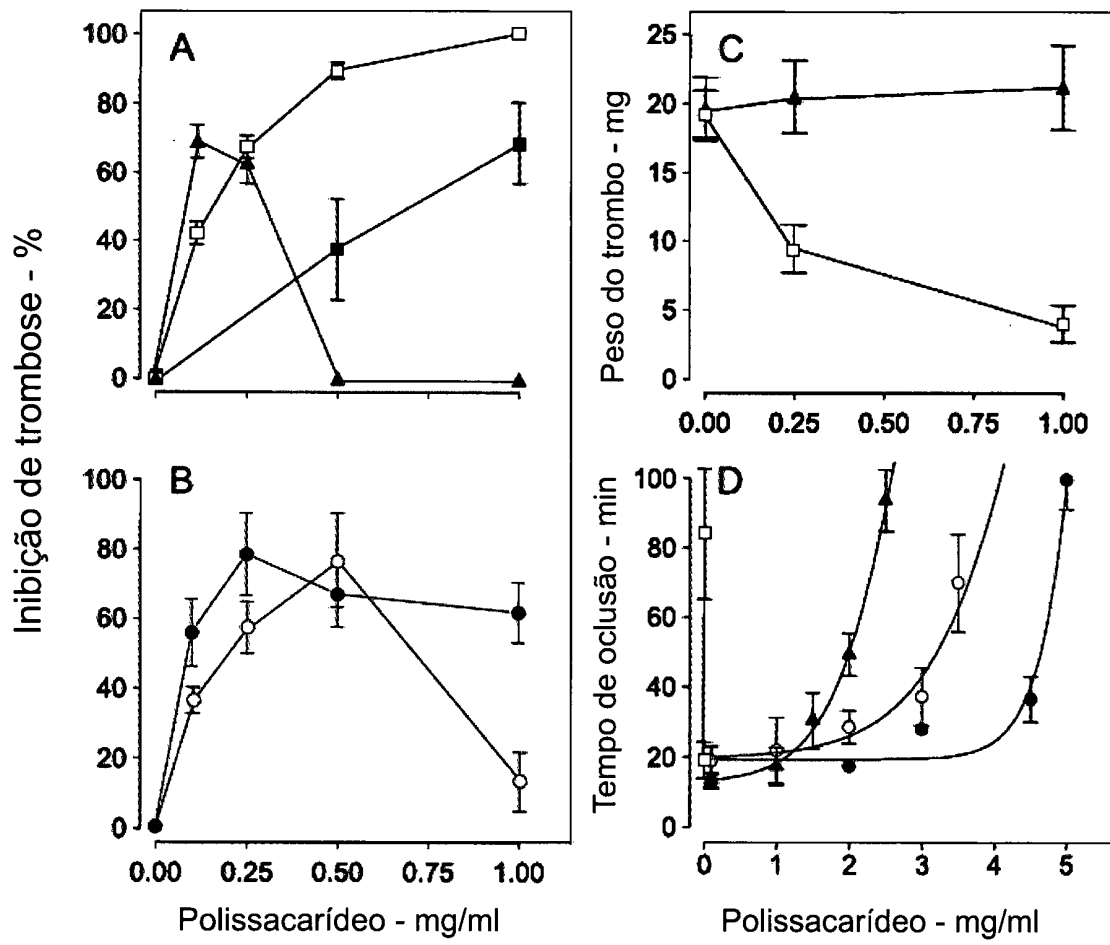 A
Inibição de trombose - %
100
80
60
40
20
0
B
100
80
60
40
20
0
0.00 0.25 0.50 0.75 1.00
Polissacarídeo - mg/ml
C
Peso do trombo - mg
25
20
15
10
5
0
0.00 0.25 0.50 0.75 1.00
D
Tempo de oclusão - min
100
80
60
40
20
0
0 1 2 3 4 5
Polissacarídeo - mg/ml